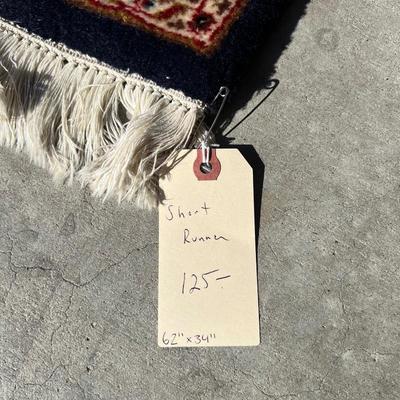 Short
Runner
125-
62" x 34"